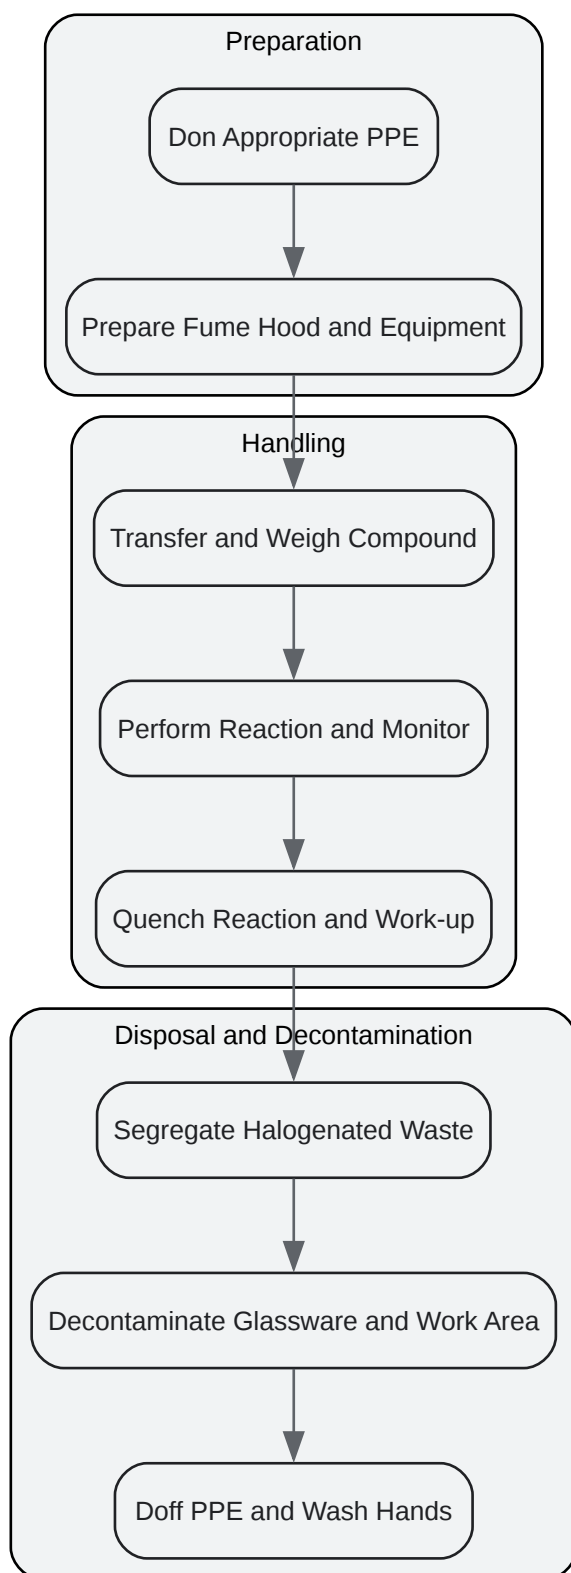 Preparation
Don Appropriate PPE
Prepare Fume Hood and Equipment
Handling
Transfer and Weigh Compound
Perform Reaction and Monitor
Quench Reaction and Work-up
Disposal and Decontamination
Segregate Halogenated Waste
Decontaminate Glassware and Work Area
Doff PPE and Wash Hands